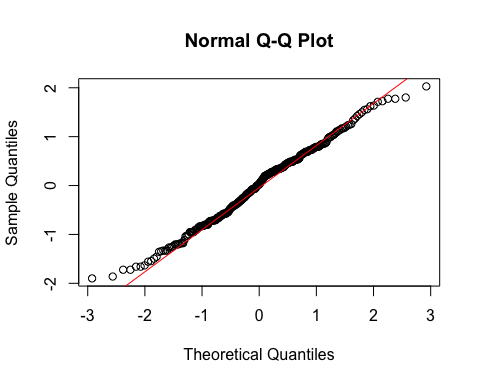 Normal Q-Q Plot
Sample Quantiles
2
1
0
-1
-2
-3 -2 -1 0 1 2 3
Theoretical Quantiles